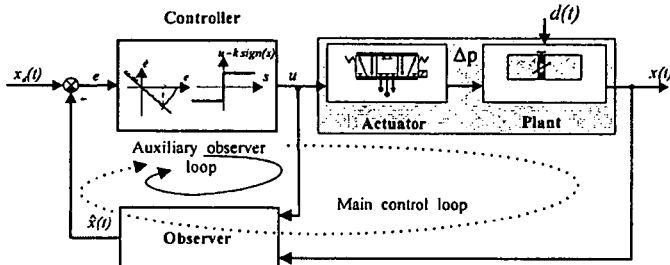 Controller
d(t)
u=k sign(s)
x_d(t)
e
ė
e
s
u
Δp
x(t)
Actuator
Plant
Auxiliary observer
loop
Main control loop
x̂(t)
Observer